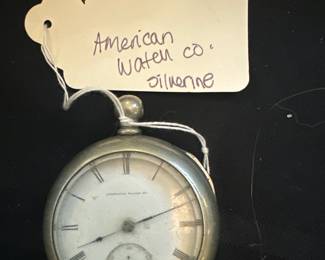 American
Watch co.
Silverine